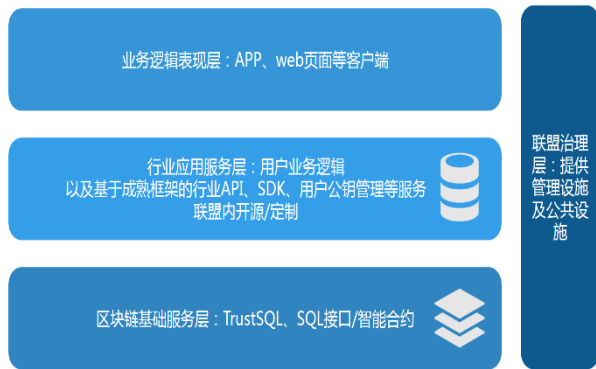 业务逻辑表现层：APP、web页面等客户端
行业应用服务层：用户业务逻辑
以及基于成熟框架的行业API、SDK、用户公钥管理等服务
联盟内开源/定制
区块链基础服务层：TrustSQL、SQL接口/智能合约
联盟治理
层：提供
管理设施
及公共设
施